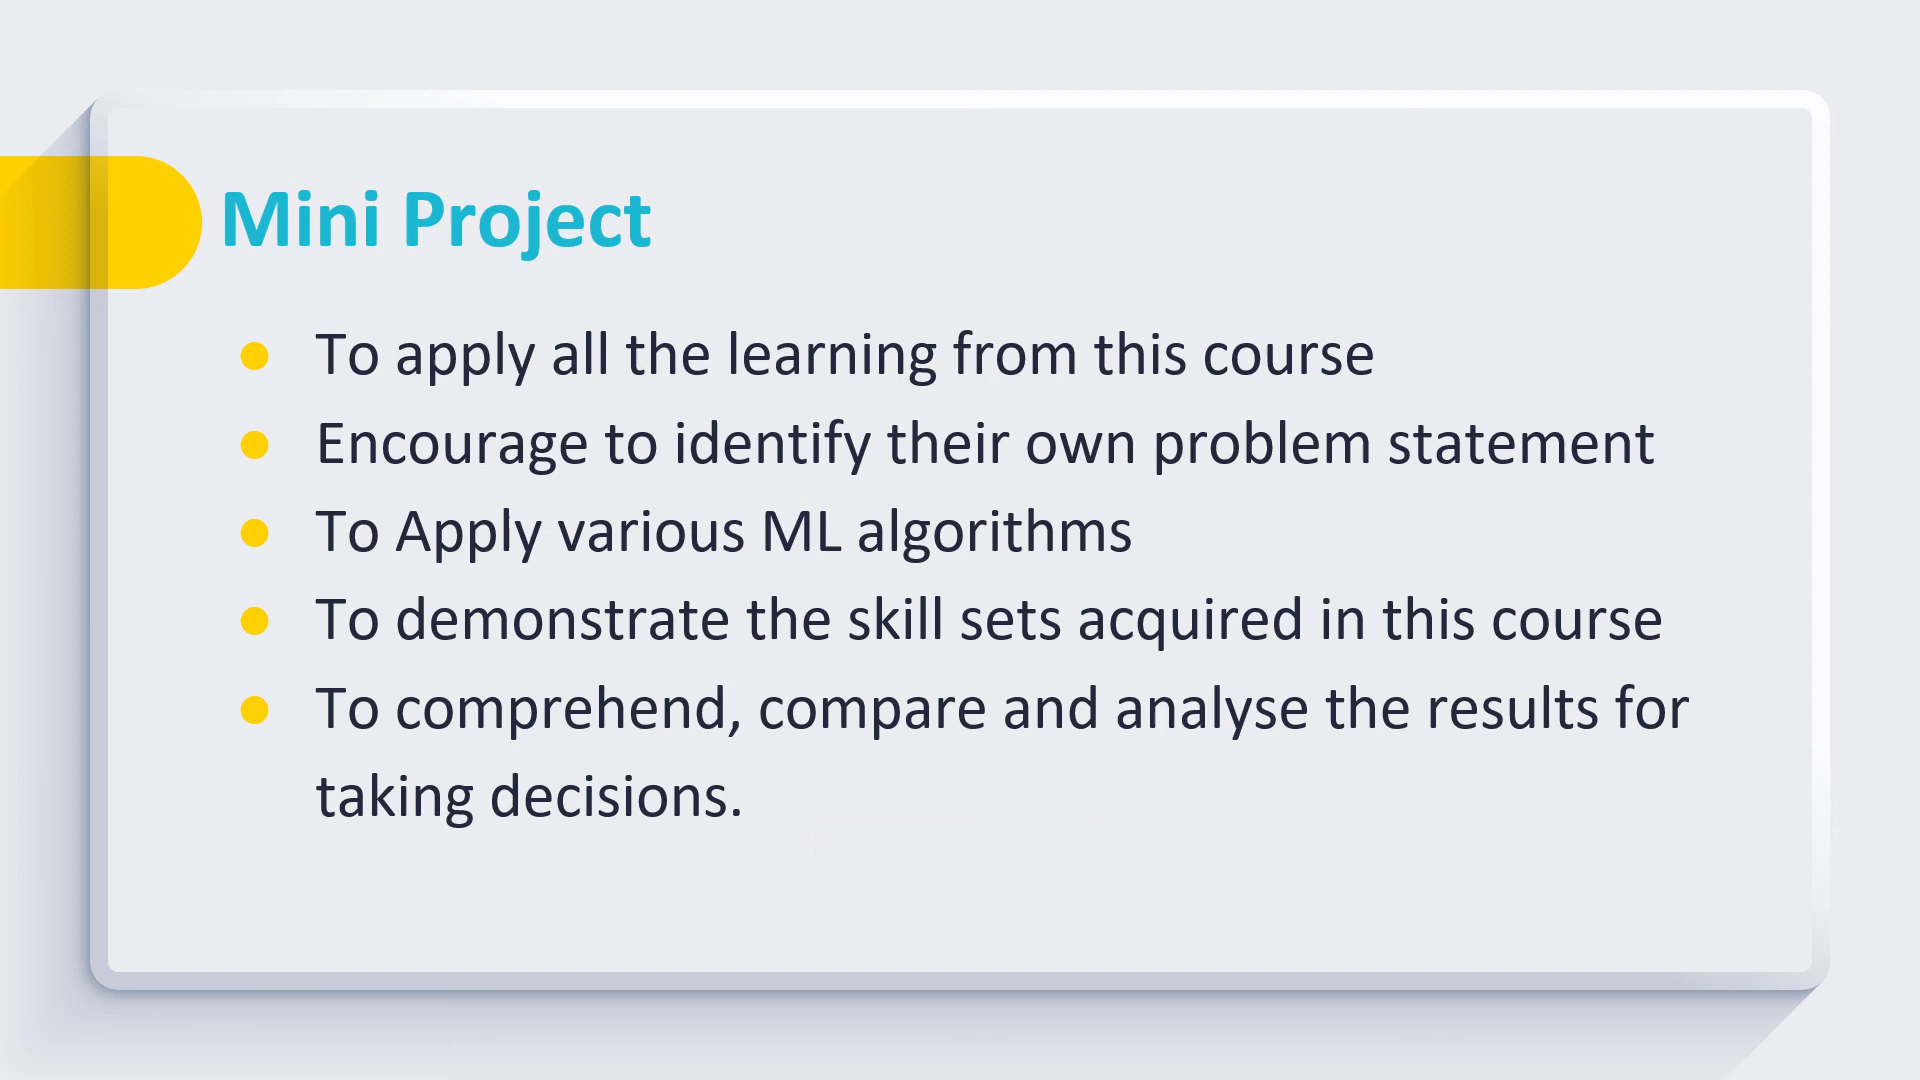 Mini Project
To apply all the learning from this course
Encourage to identify their own problem statement
To Apply various ML algorithms
To demonstrate the skill sets acquired in this course
To comprehend, compare and analyse the results for
taking decisions.